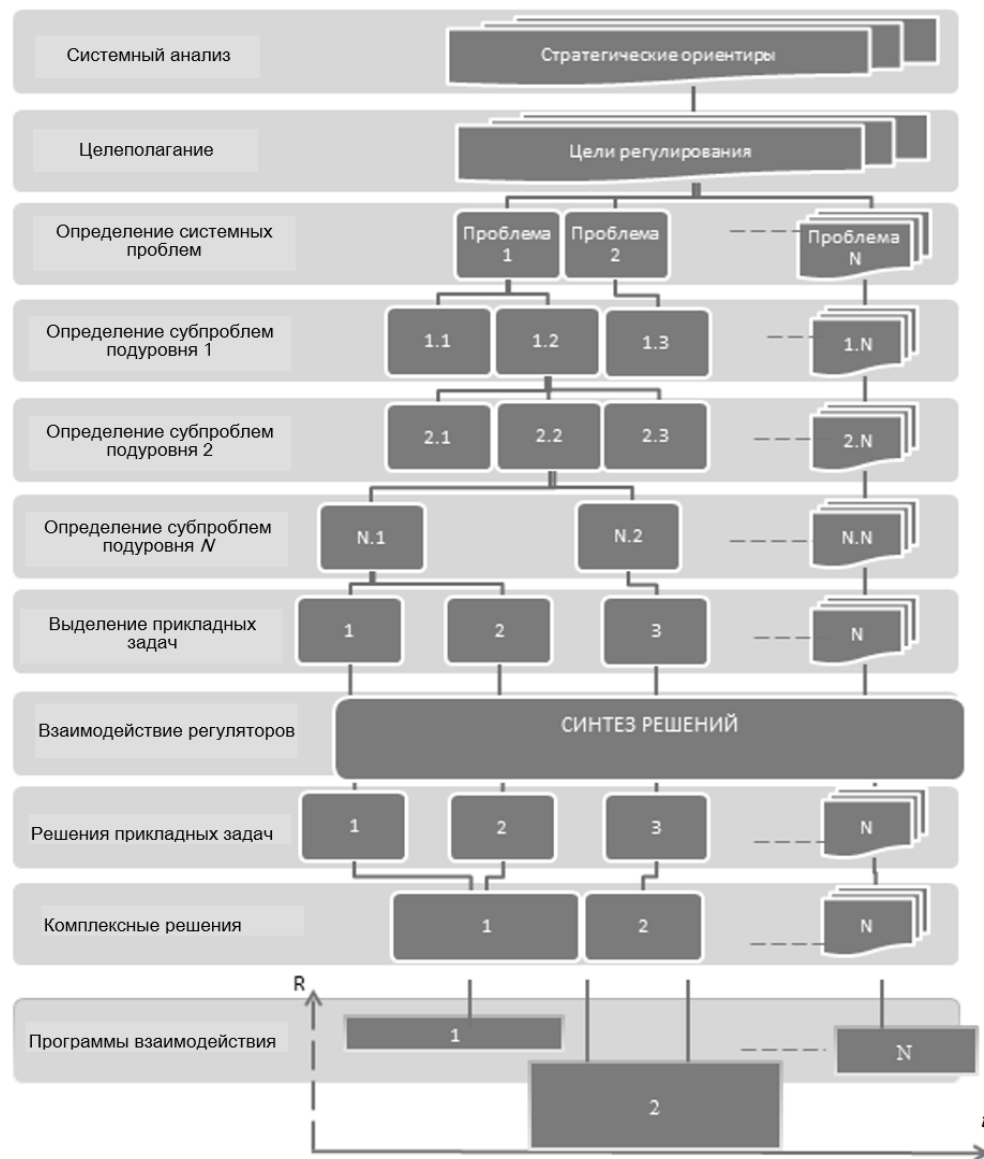 Системный анализ
Стратегические ориентиры
Целеполагание
Цели регулирования
Определение системных
проблем
Проблема
1
Проблема
2
Проблема
N
Определение субпроблем
подуровня 1
1.1
1.2
1.3
1.N
Определение субпроблем
подуровня 2
2.1
2.2
2.3
2.N
Определение субпроблем
подуровня N
N.1
N.2
N.N
Выделение прикладных
задач
1
2
3
N
Взаимодействие регуляторов
СИНТЕЗ РЕШЕНИЙ
Решения прикладных задач
1
2
3
N
Комплексные решения
1
2
N
R
Программы взаимодействия
1
N
2